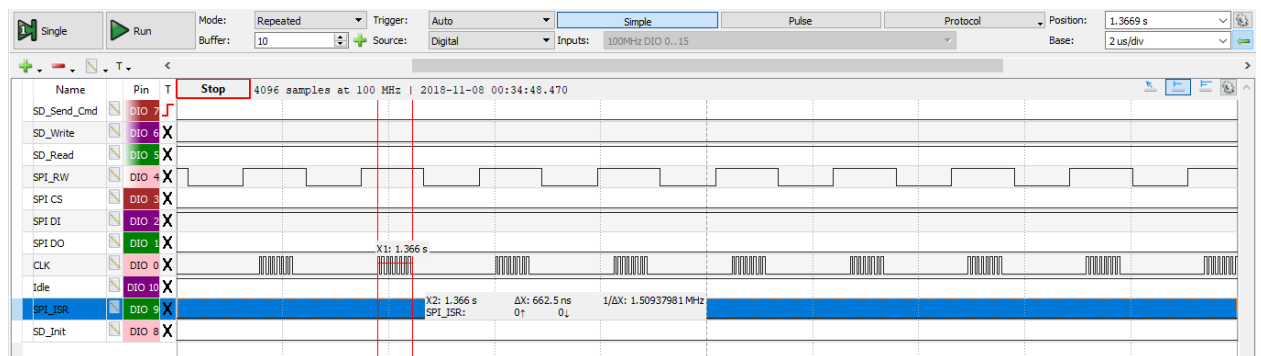 Single
Run
Mode: Repeated Trigger: Auto Simple Pulse Protocol Position: 1.3669 s
Buffer: 10 Source: Digital Inputs: 100MHz DIO 0..15 Base: 2 us/div
T
Name Pin T Stop 4096 samples at 100 MHz | 2018-11-08 00:34:48.470
SD_Send_Cmd DIO 7
SD_Write DIO 6 X
SD_Read DIO 5 X
SPI_RW DIO 4 X
SPI CS DIO 3 X
SPI DI DIO 2 X
SPI DO DIO 1 X
X1: 1.366 s
CLK DIO 0 X
Idle DIO 10 X
X2: 1.366 s ΔX: 662.5 ns 1/ΔX: 1.50937981 MHz
SPI_ISR DIO 9 X
SPI_ISR: 0↑ 0↓
SD_Init DIO 8 X